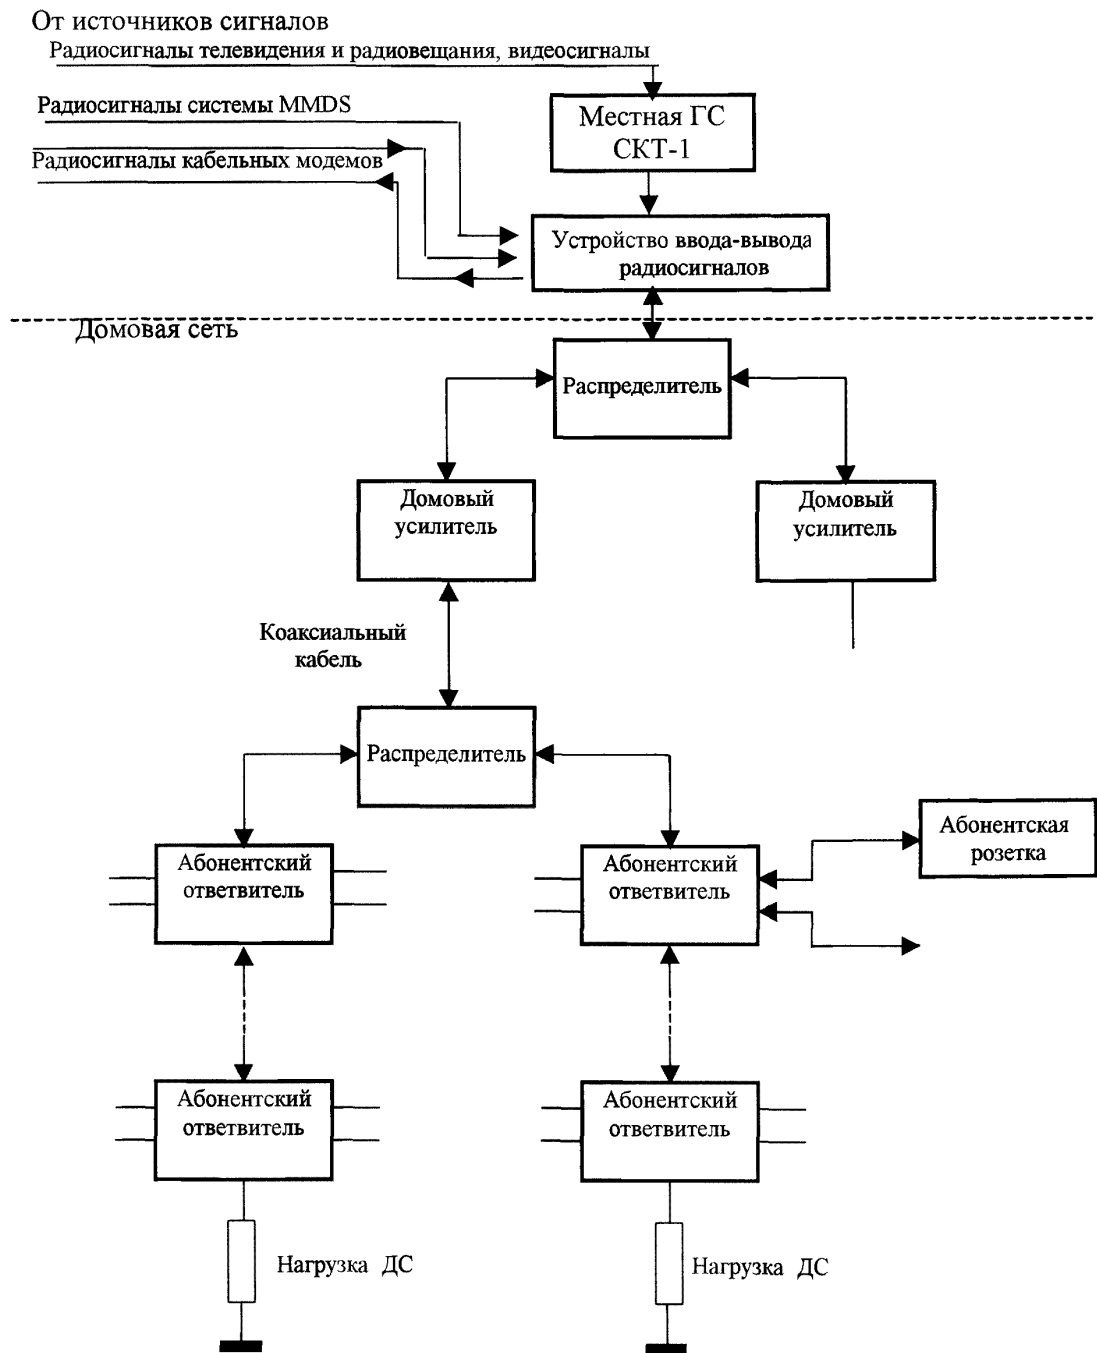 От источников сигналов
Радиосигналы телевидения и радиовещания, видеосигналы
Радиосигналы системы MMDS
Местная ГС
СКТ-1
Радиосигналы кабельных модемов
Устройство ввода-вывода
радиосигналов
Домовая сеть
Распределитель
Домовый
усилитель
Домовый
усилитель
Коаксиальный
кабель
Распределитель
Абонентская
розетка
Абонентский
ответвитель
Абонентский
ответвитель
Абонентский
ответвитель
Абонентский
ответвитель
Нагрузка ДС
Нагрузка ДС